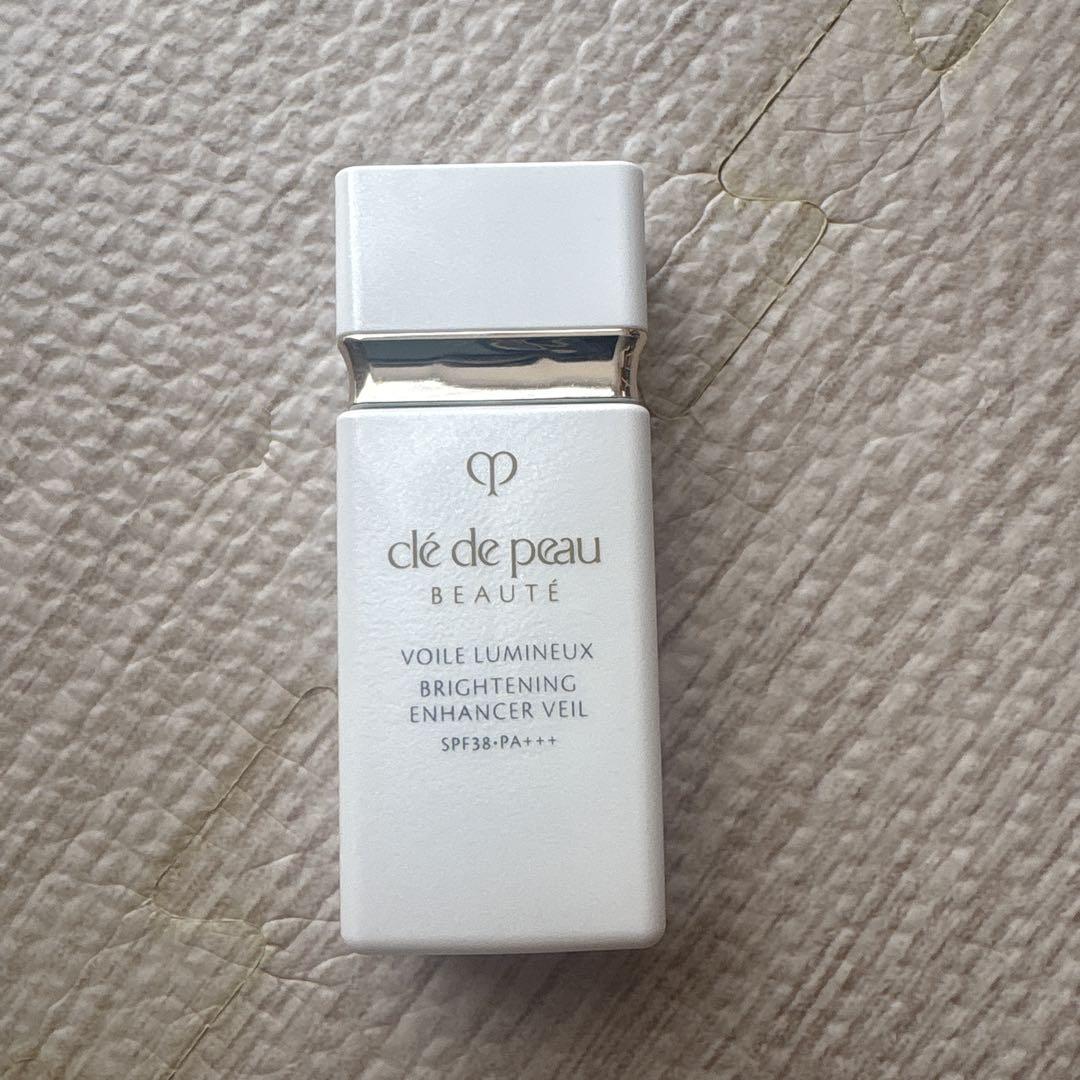 clé de peau
BEAUTÉ
VOILE LUMINEUX
BRIGHTENING
ENHANCER VEIL
SPF38·PA+++